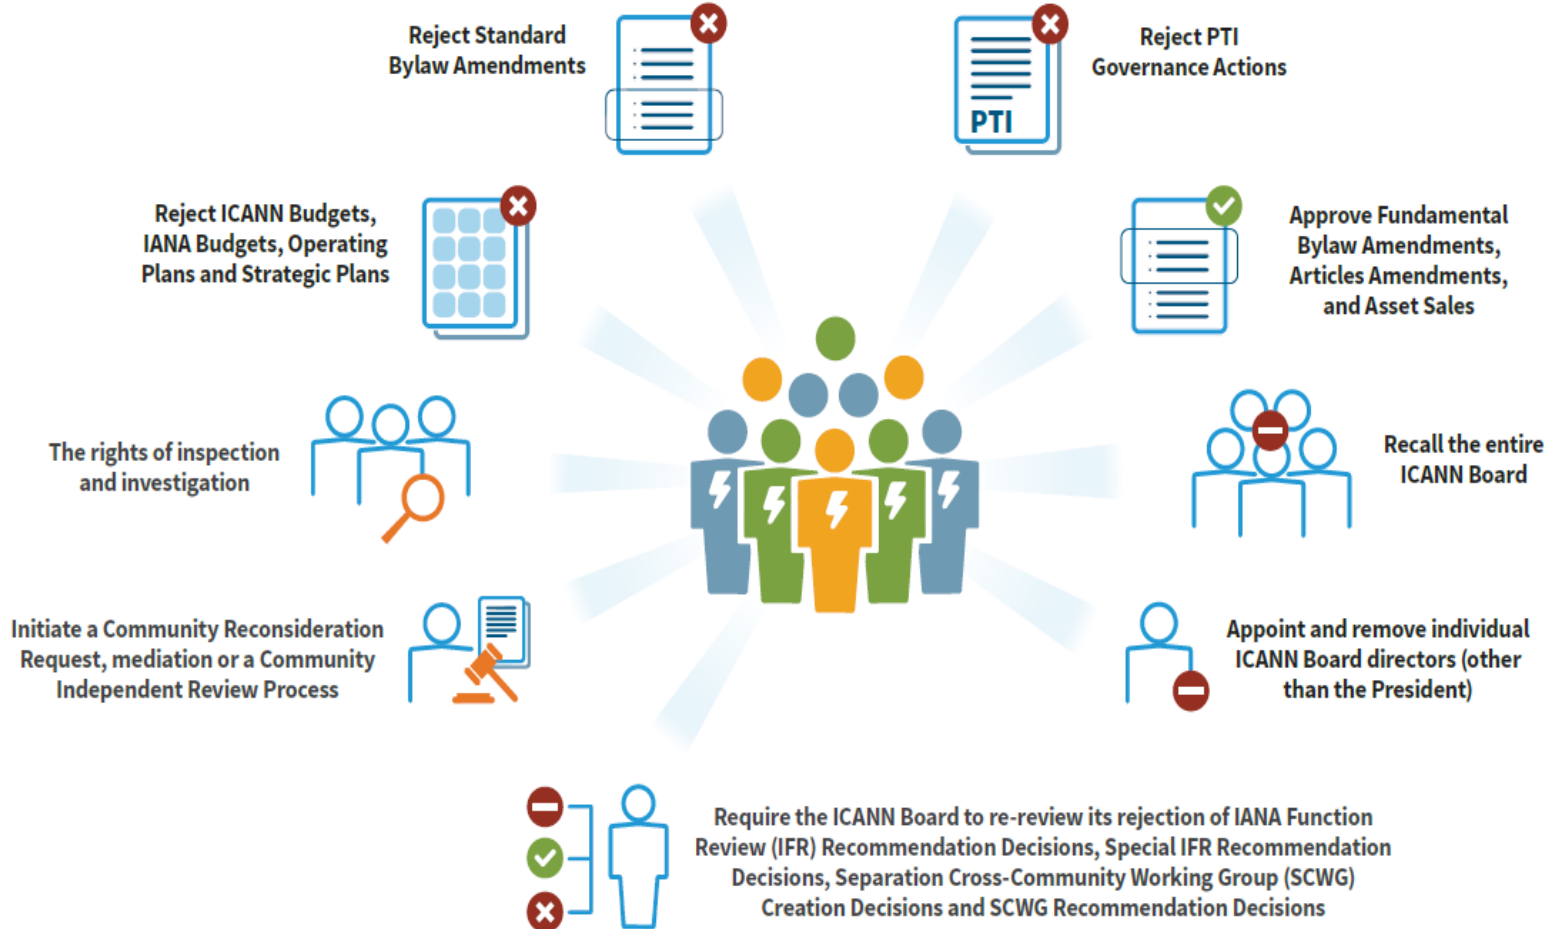 Reject Standard
Bylaw Amendments
PTI
Reject PTI
Governance Actions
Reject ICANN Budgets,
IANA Budgets, Operating
Plans and Strategic Plans
Approve Fundamental
Bylaw Amendments,
Articles Amendments,
and Asset Sales
The rights of inspection
and investigation
Recall the entire
ICANN Board
Initiate a Community Reconsideration
Request, mediation or a Community
Independent Review Process
Appoint and remove individual
ICANN Board directors (other
than the President)
Require the ICANN Board to re-review its rejection of IANA Function
Review (IFR) Recommendation Decisions, Special IFR Recommendation
Decisions, Separation Cross-Community Working Group (SCWG)
Creation Decisions and SCWG Recommendation Decisions